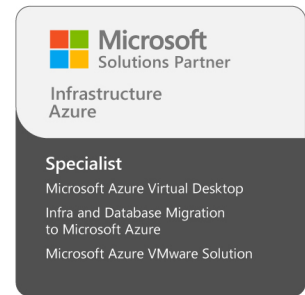 Microsoft
Solutions Partner
Infrastructure
Azure
Specialist
Microsoft Azure Virtual Desktop
Infra and Database Migration
to Microsoft Azure
Microsoft Azure VMware Solution